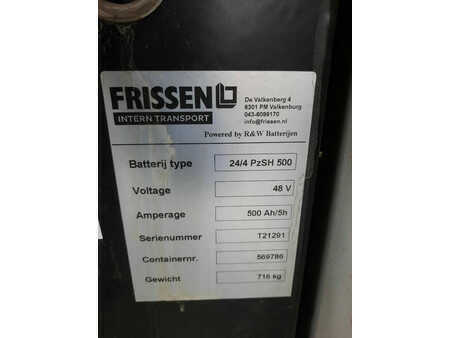 FRISSEN
INTERN TRANSPORT
De Valkenberg 4
6301 PM Valkenburg
043-6099170
info@frissen.nl
Powered by R&W Batterijen
Batterij type 24/4 PzSH 500
Voltage 48 V
Amperage 500 Ah/5h
Serienummer T21291
Containernr. 569786
Gewicht 716 kg